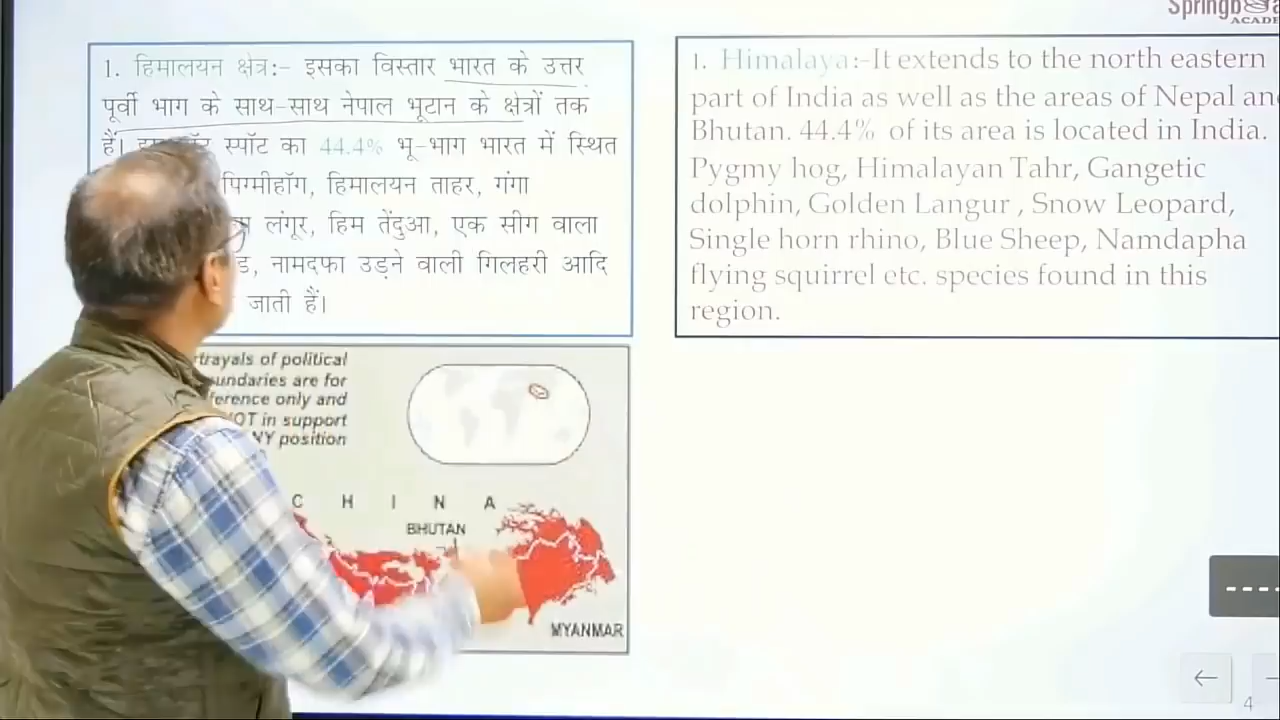 Springb
ACADE
1. हिमालयन क्षेत्रः- इसका विस्तार भारत के उत्तर
पूर्वी भाग के साथ-साथ नेपाल भूटान के क्षेत्रों तक
हैं। स्पॉट का 44.4% भू-भाग भारत में स्थित
पिग्मीहॉग, हिमालयन ताहर, गंगा
लंगूर, हिम तेंदुआ, एक सीग वाला
नामदफा उड़ने वाली गिलहरी आदि
जाती हैं।
1. Himalaya:-It extends to the north eastern
part of India as well as the areas of Nepal an
Bhutan. 44.4% of its area is located in India.
Pygmy hog, Himalayan Tahr, Gangetic
dolphin, Golden Langur , Snow Leopard,
Single horn rhino, Blue Sheep, Namdapha
flying squirrel etc. species found in this
region.
trayals of political
undaries are for
ference only and
OT in support
NY position
C H I N A
BHUTAN
MYANMAR
4